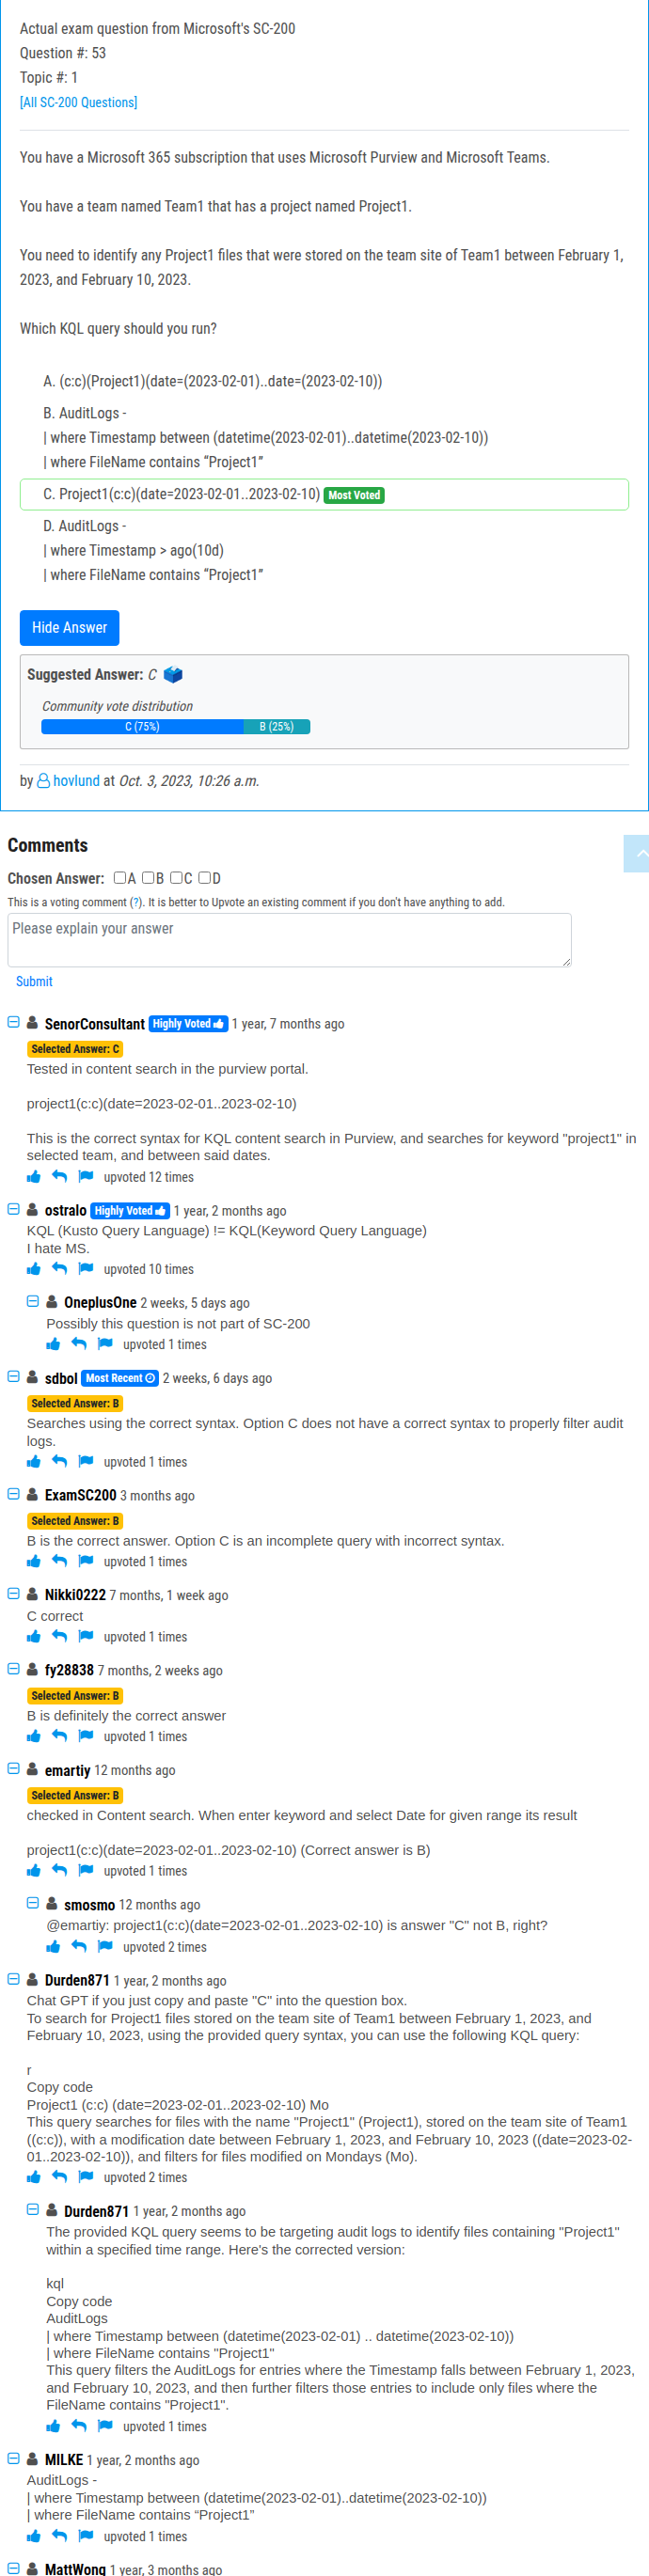 Actual exam question from Microsoft's SC-200
Question #: 53
Topic #: 1
[All SC-200 Questions]
You have a Microsoft 365 subscription that uses Microsoft Purview and Microsoft Teams.
You have a team named Team1 that has a project named Project1.
You need to identify any Project1 files that were stored on the team site of Team1 between February 1,
2023, and February 10, 2023.
Which KQL query should you run?
A. (c:c)(Project1)(date=(2023-02-01)..date=(2023-02-10))
B. AuditLogs -
| where Timestamp between (datetime(2023-02-01)..datetime(2023-02-10))
| where FileName contains “Project1”
C. Project1(c:c)(date=2023-02-01..2023-02-10) Most Voted
D. AuditLogs -
| where Timestamp > ago(10d)
| where FileName contains “Project1”
Hide Answer
Suggested Answer: C
Community vote distribution
C (75%) B (25%)
by hovlund at Oct. 3, 2023, 10:26 a.m.
Comments
Chosen Answer: A B C D
This is a voting comment (?). It is better to Upvote an existing comment if you don't have anything to add.
Please explain your answer
Submit
SenorConsultant Highly Voted 1 year, 7 months ago
Selected Answer: C
Tested in content search in the purview portal.
project1(c:c)(date=2023-02-01..2023-02-10)
This is the correct syntax for KQL content search in Purview, and searches for keyword "project1" in
selected team, and between said dates.
upvoted 12 times
ostralo Highly Voted 1 year, 2 months ago
KQL (Kusto Query Language) != KQL(Keyword Query Language)
I hate MS.
upvoted 10 times
OneplusOne 2 weeks, 5 days ago
Possibly this question is not part of SC-200
upvoted 1 times
sdbol Most Recent 2 weeks, 6 days ago
Selected Answer: B
Searches using the correct syntax. Option C does not have a correct syntax to properly filter audit
logs.
upvoted 1 times
ExamSC200 3 months ago
Selected Answer: B
B is the correct answer. Option C is an incomplete query with incorrect syntax.
upvoted 1 times
Nikki0222 7 months, 1 week ago
C correct
upvoted 1 times
fy28838 7 months, 2 weeks ago
Selected Answer: B
B is definitely the correct answer
upvoted 1 times
emartiy 12 months ago
Selected Answer: B
checked in Content search. When enter keyword and select Date for given range its result
project1(c:c)(date=2023-02-01..2023-02-10) (Correct answer is B)
upvoted 1 times
smosmo 12 months ago
@emartiy: project1(c:c)(date=2023-02-01..2023-02-10) is answer "C" not B, right?
upvoted 2 times
Durden871 1 year, 2 months ago
Chat GPT if you just copy and paste "C" into the question box.
To search for Project1 files stored on the team site of Team1 between February 1, 2023, and
February 10, 2023, using the provided query syntax, you can use the following KQL query:
r
Copy code
Project1 (c:c) (date=2023-02-01..2023-02-10) Mo
This query searches for files with the name "Project1" (Project1), stored on the team site of Team1
((c:c)), with a modification date between February 1, 2023, and February 10, 2023 ((date=2023-02-
01..2023-02-10)), and filters for files modified on Mondays (Mo).
upvoted 2 times
Durden871 1 year, 2 months ago
The provided KQL query seems to be targeting audit logs to identify files containing "Project1"
within a specified time range. Here's the corrected version:
kql
Copy code
AuditLogs
| where Timestamp between (datetime(2023-02-01) .. datetime(2023-02-10))
| where FileName contains "Project1"
This query filters the AuditLogs for entries where the Timestamp falls between February 1, 2023,
and February 10, 2023, and then further filters those entries to include only files where the
FileName contains "Project1".
upvoted 1 times
MILKE 1 year, 2 months ago
AuditLogs -
| where Timestamp between (datetime(2023-02-01)..datetime(2023-02-10))
| where FileName contains “Project1”
upvoted 1 times
MattWong 1 year, 3 months ago